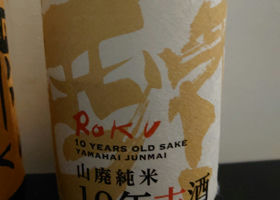 ROKU
10 YEARS OLD SAKE
YAMAHAI JUNMAI
山廃純米
10年古酒